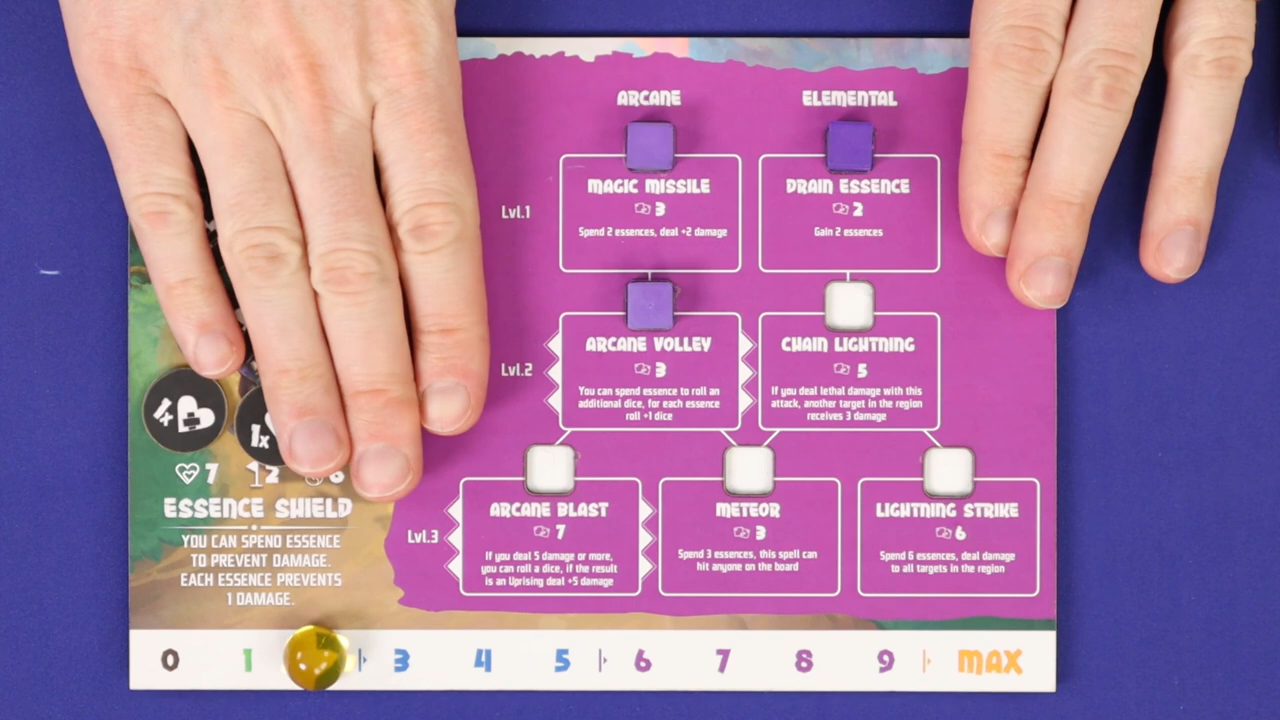 ARCANE
ELEMENTAL
MAGIC MISSILE
3
Spend 2 essences, deal +2 damage
DRAIN ESSENCE
2
Gain 2 essences
Lvl.1
ARCANE VOLLEY
3
You can spend essence to roll an
additional dice, for each essence
roll +1 dice
CHAIN LIGHTNING
5
If you deal lethal damage with this
attack, another target in the region
receives 3 damage
Lvl.2
ARCANE BLAST
7
If you deal 5 damage or more,
you can roll a dice, if the result
is an Uprising deal +5 damage
METEOR
3
Spend 3 essences, this spell can
hit anyone on the board
LIGHTNING STRIKE
6
Spend 6 essences, deal damage
to all targets in the region
Lvl.3
1x
1x
7 2
ESSENCE SHIELD
YOU CAN SPEND ESSENCE
TO PREVENT DAMAGE.
EACH ESSENCE PREVENTS
1 DAMAGE.
0 1 3 4 5 6 7 8 9 MAX